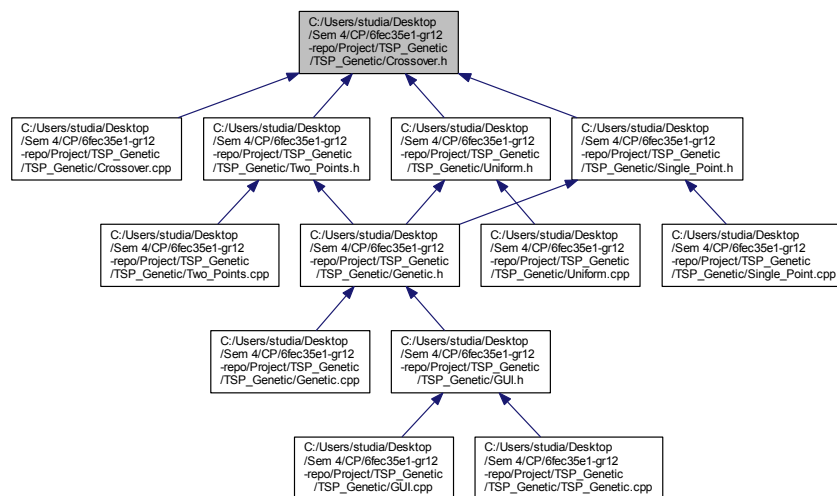 C:/Users/studia/Desktop
/Sem 4/CP/6fec35e1-gr12
-repo/Project/TSP_Genetic
/TSP_Genetic/Crossover.h
C:/Users/studia/Desktop
/Sem 4/CP/6fec35e1-gr12
-repo/Project/TSP_Genetic
/TSP_Genetic/Crossover.cpp
C:/Users/studia/Desktop
/Sem 4/CP/6fec35e1-gr12
-repo/Project/TSP_Genetic
/TSP_Genetic/Two_Points.h
C:/Users/studia/Desktop
/Sem 4/CP/6fec35e1-gr12
-repo/Project/TSP_Genetic
/TSP_Genetic/Uniform.h
C:/Users/studia/Desktop
/Sem 4/CP/6fec35e1-gr12
-repo/Project/TSP_Genetic
/TSP_Genetic/Single_Point.h
C:/Users/studia/Desktop
/Sem 4/CP/6fec35e1-gr12
-repo/Project/TSP_Genetic
/TSP_Genetic/Two_Points.cpp
C:/Users/studia/Desktop
/Sem 4/CP/6fec35e1-gr12
-repo/Project/TSP_Genetic
/TSP_Genetic/Genetic.h
C:/Users/studia/Desktop
/Sem 4/CP/6fec35e1-gr12
-repo/Project/TSP_Genetic
/TSP_Genetic/Uniform.cpp
C:/Users/studia/Desktop
/Sem 4/CP/6fec35e1-gr12
-repo/Project/TSP_Genetic
/TSP_Genetic/Single_Point.cpp
C:/Users/studia/Desktop
/Sem 4/CP/6fec35e1-gr12
-repo/Project/TSP_Genetic
/TSP_Genetic/Genetic.cpp
C:/Users/studia/Desktop
/Sem 4/CP/6fec35e1-gr12
-repo/Project/TSP_Genetic
/TSP_Genetic/GUI.h
C:/Users/studia/Desktop
/Sem 4/CP/6fec35e1-gr12
-repo/Project/TSP_Genetic
/TSP_Genetic/GUI.cpp
C:/Users/studia/Desktop
/Sem 4/CP/6fec35e1-gr12
-repo/Project/TSP_Genetic
/TSP_Genetic/TSP_Genetic.cpp